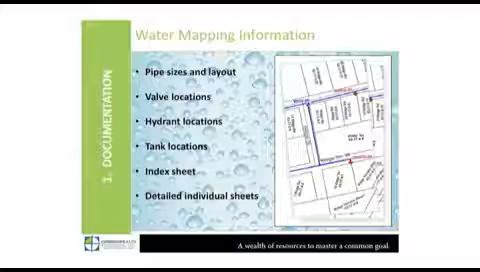 Water Mapping Information
1. DOCUMENTATION
• Pipe sizes and layout
• Valve locations
• Hydrant locations
• Tank locations
• Index sheet
• Detailed individual sheets
A wealth of resources to master a common goal.